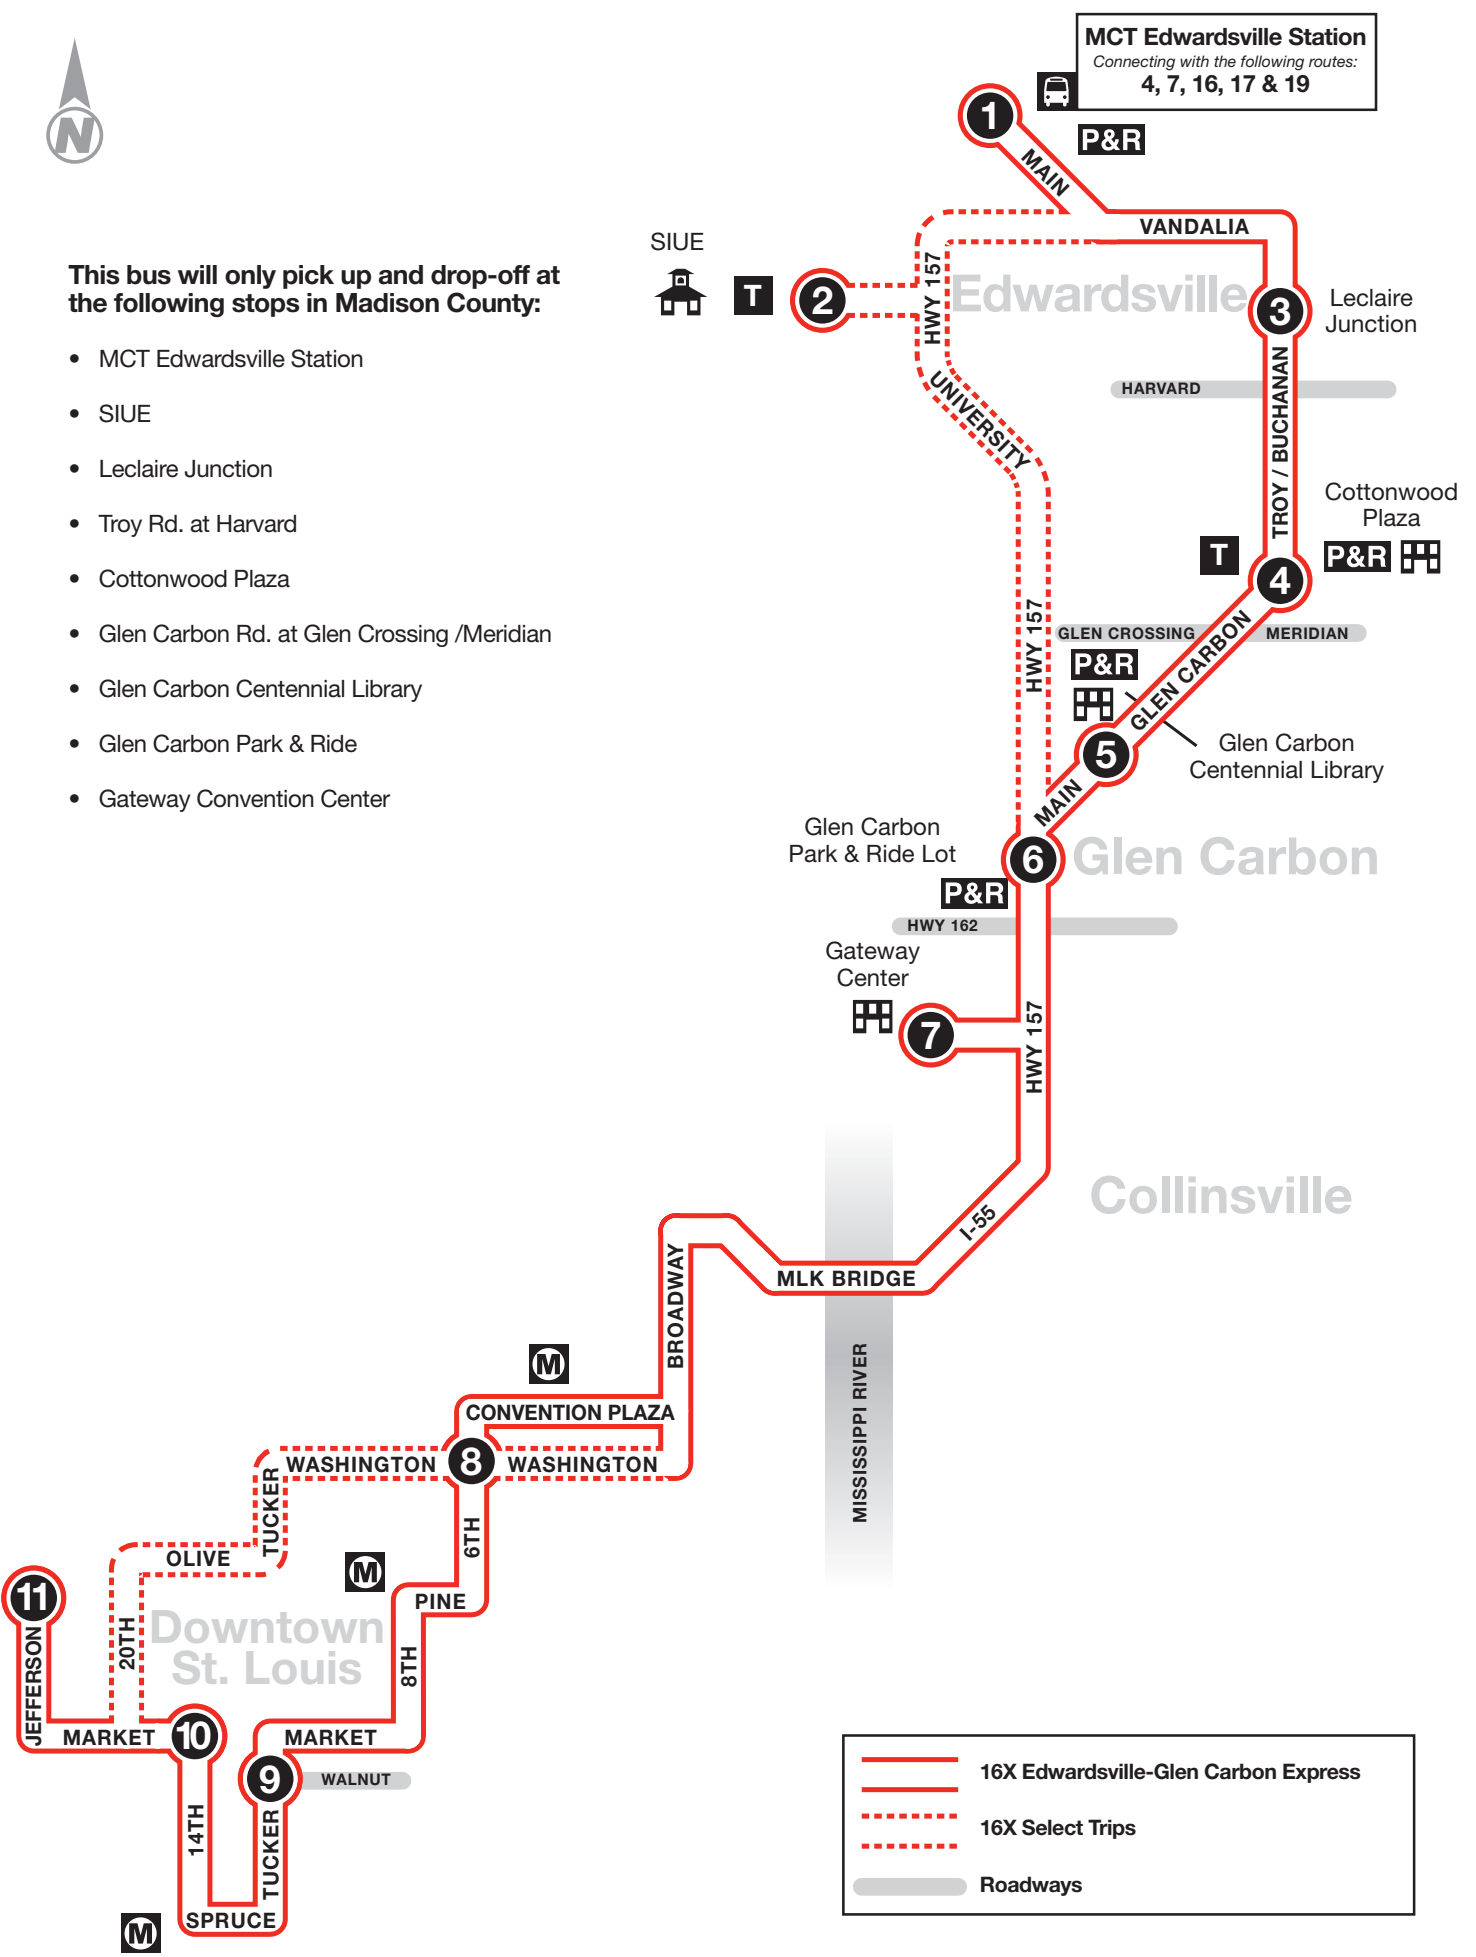 MCT Edwardsville Station
Connecting with the following routes:
4, 7, 16, 17 & 19
N
1
P&R
MAIN
VANDALIA
SIUE
T
2
HWY 157
Edwardsville
3
Leclaire
Junction
This bus will only pick up and drop-off at
the following stops in Madison County:
• MCT Edwardsville Station
• SIUE
• Leclaire Junction
• Troy Rd. at Harvard
• Cottonwood Plaza
• Glen Carbon Rd. at Glen Crossing /Meridian
• Glen Carbon Centennial Library
• Glen Carbon Park & Ride
• Gateway Convention Center
HARVARD
UNIVERSITY
TROY / BUCHANAN
Cottonwood
Plaza
T
P&R
4
HWY 157
GLEN CROSSING
MERIDIAN
P&R
GLEN CARBON
5
Glen Carbon
Centennial Library
MAIN
Glen Carbon
Park & Ride Lot
6
Glen Carbon
P&R
HWY 162
Gateway
Center
7
HWY 157
Collinsville
I-55
MLK BRIDGE
BROADWAY
MISSISSIPPI RIVER
M
CONVENTION PLAZA
WASHINGTON
8
WASHINGTON
TUCKER
6TH
OLIVE
M
11
PINE
Downtown
St. Louis
20TH
8TH
JEFFERSON
MARKET
10
MARKET
9
WALNUT
14TH
TUCKER
SPRUCE
M
16X Edwardsville-Glen Carbon Express
16X Select Trips
Roadways